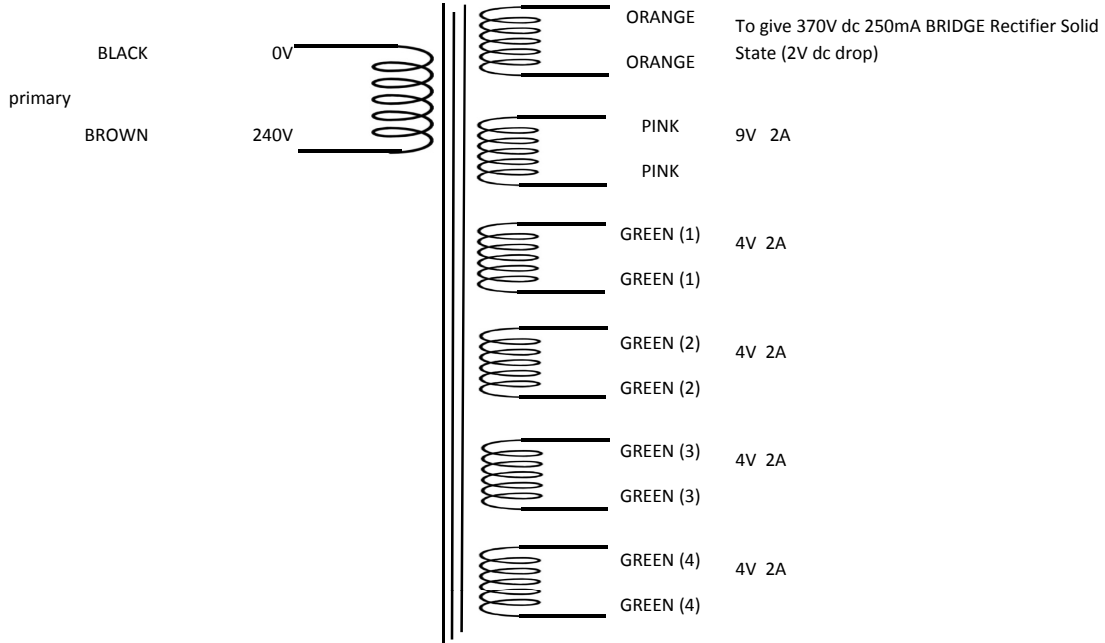 ORANGE
To give 370V dc 250mA BRIDGE Rectifier Solid
State (2V dc drop)
ORANGE
BLACK 0V
primary
BROWN 240V
PINK
9V 2A
PINK
GREEN (1)
4V 2A
GREEN (1)
GREEN (2)
4V 2A
GREEN (2)
GREEN (3)
4V 2A
GREEN (3)
GREEN (4)
4V 2A
GREEN (4)